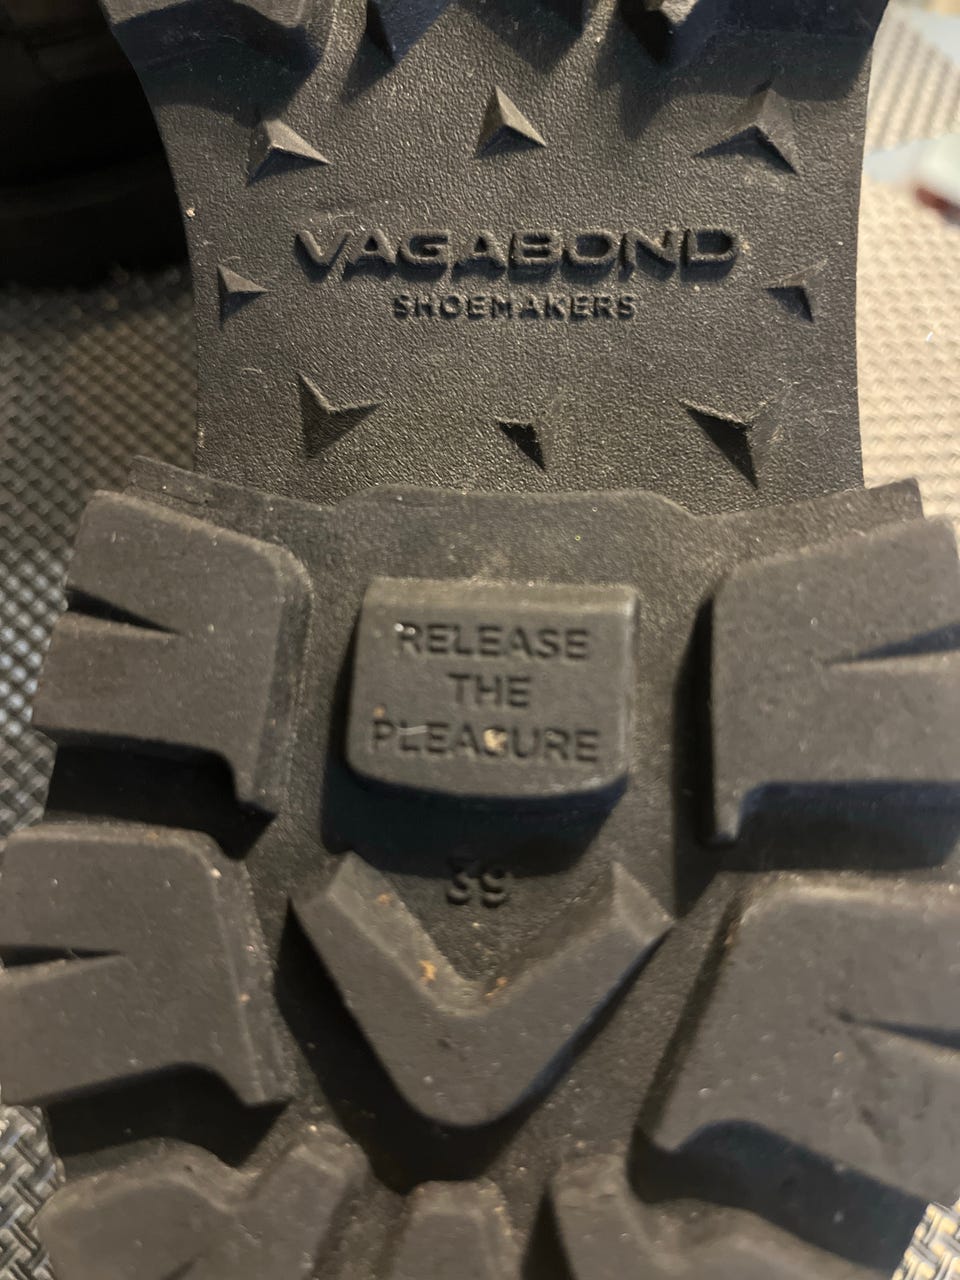 VAGABOND
SHOEMAKERS
RELEASE
THE
PLEASURE
39